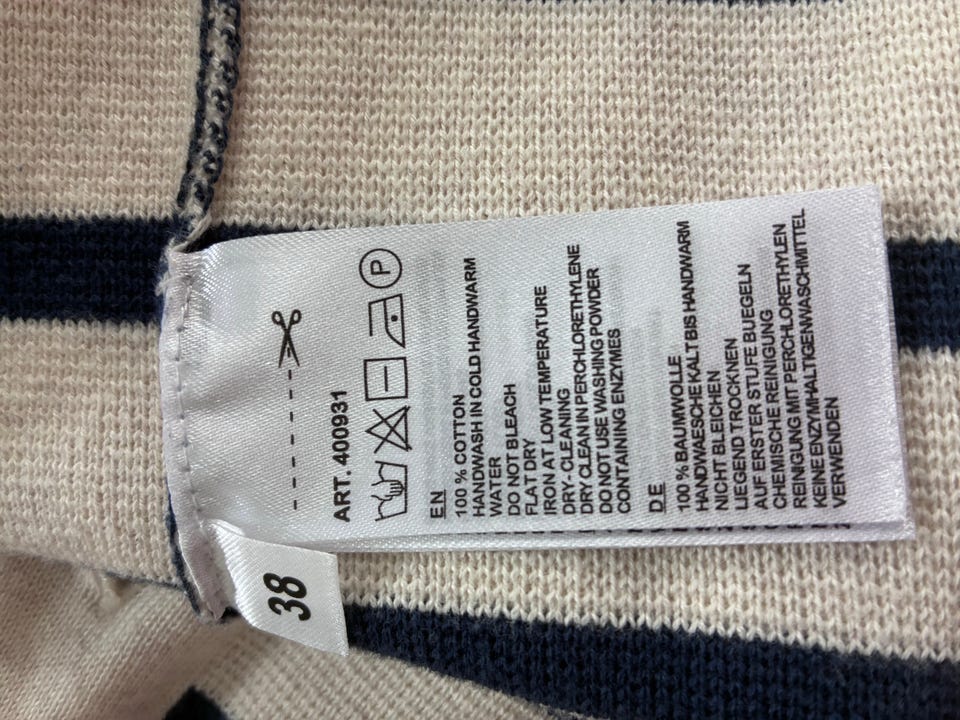 ART. 400931
P
EN
100 % COTTON
HANDWASH IN COLD HANDWARM
WATER
DO NOT BLEACH
FLAT DRY
IRON AT LOW TEMPERATURE
DRY- CLEANING
DRY CLEAN IN PERCHLORETHYLENE
DO NOT USE WASHING POWDER
CONTAINING ENZYMES
DE
100 % BAUMWOLLE
HANDWAESCHE KALT BIS HANDWARM
NICHT BLEICHEN
LIEGEND TROCKNEN
AUF ERSTER STUFE BUEGELN
CHEMISCHE REINIGUNG
REINIGUNG MIT PERCHLORETHYLEN
KEINE ENZYMHALTIGEN WASCHMITTEL
VERWENDEN
38